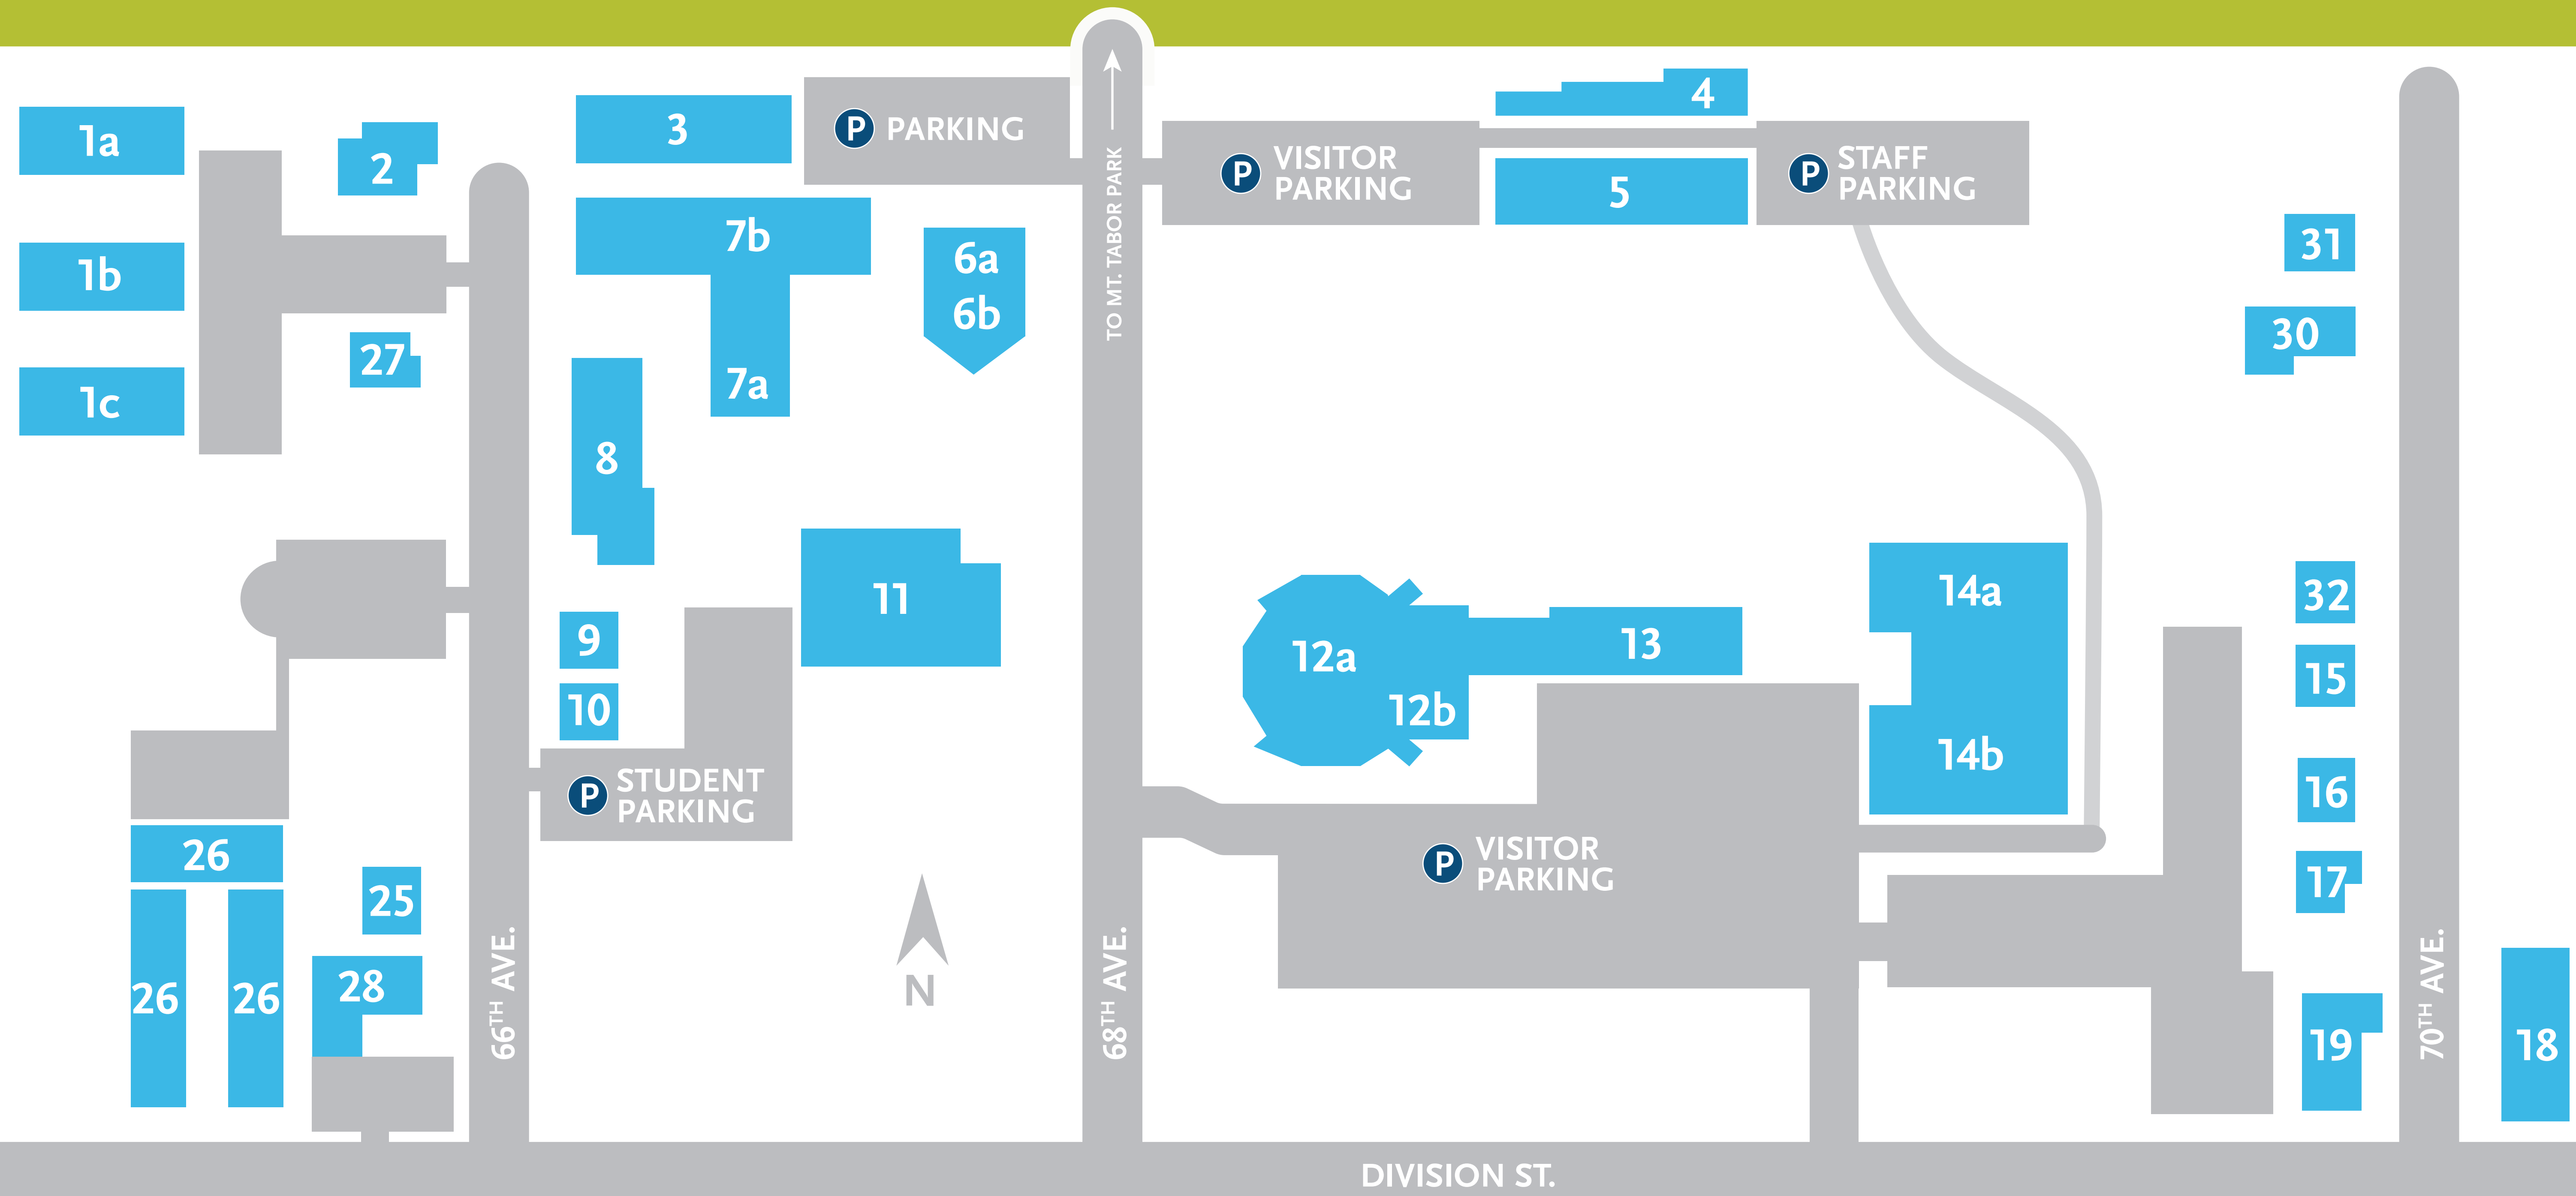 4
1a
3
P PARKING
2
P VISITOR
PARKING
P STAFF
PARKING
5
7b
31
6a
6b
TO MT. TABOR PARK
1b
30
27
7a
1c
8
14a
32
11
9
13
12a
15
10
12b
14b
P STUDENT
PARKING
16
P VISITOR
PARKING
26
17
25
28
N
26
26
66TH AVE.
68TH AVE.
70TH AVE.
19
18
DIVISION ST.